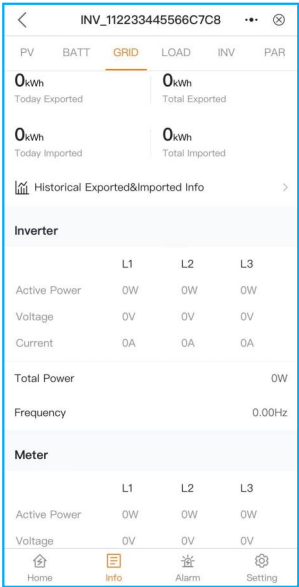 INV_112233445566C7C8
PV BATT GRID LOAD INV PAR
0kWh 0kWh
Today Exported Total Exported
0kWh 0kWh
Today Imported Total Imported
Historical Exported&Imported Info
Inverter
L1 L2 L3
Active Power 0W 0W 0W
Voltage 0V 0V 0V
Current 0A 0A 0A
Total Power 0W
Frequency 0.00Hz
Meter
L1 L2 L3
Active Power 0W 0W 0W
Voltage 0V 0V 0V
Home Info Alarm Setting